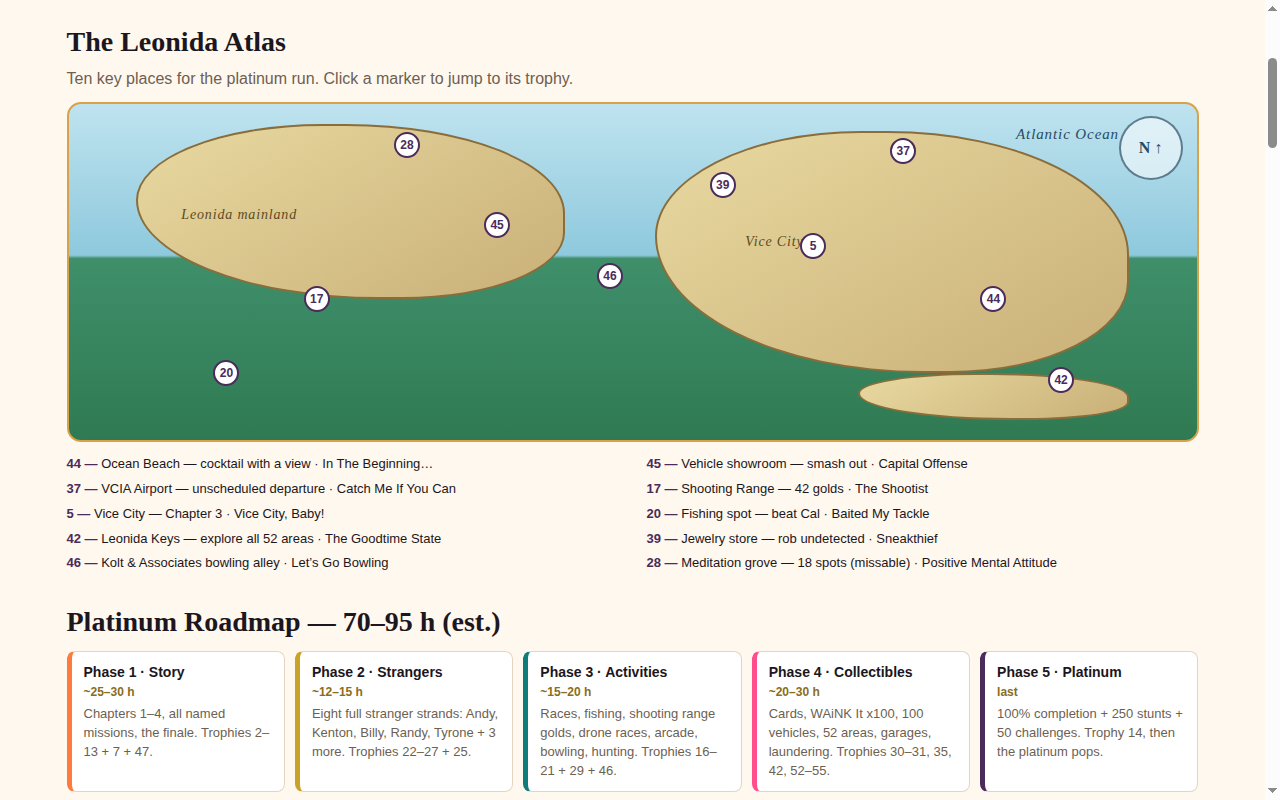 The Leonida Atlas
Ten key places for the platinum run. Click a marker to jump to its trophy.
28
37
Atlantic Ocean
N ↑
39
Leonida mainland
45
Vice City
5
46
17
44
20
42
44 — Ocean Beach — cocktail with a view · In The Beginning…
37 — VCIA Airport — unscheduled departure · Catch Me If You Can
5 — Vice City — Chapter 3 · Vice City, Baby!
42 — Leonida Keys — explore all 52 areas · The Goodtime State
46 — Kolt & Associates bowling alley · Let’s Go Bowling
45 — Vehicle showroom — smash out · Capital Offense
17 — Shooting Range — 42 golds · The Shootist
20 — Fishing spot — beat Cal · Baited My Tackle
39 — Jewelry store — rob undetected · Sneakthief
28 — Meditation grove — 18 spots (missable) · Positive Mental Attitude
Platinum Roadmap — 70–95 h (est.)
Phase 1 · Story
~25–30 h
Chapters 1–4, all named
missions, the finale. Trophies 2–
13 + 7 + 47.
Phase 2 · Strangers
~12–15 h
Eight full stranger strands: Andy,
Kenton, Billy, Randy, Tyrone + 3
more. Trophies 22–27 + 25.
Phase 3 · Activities
~15–20 h
Races, fishing, shooting range
golds, drone races, arcade,
bowling, hunting. Trophies 16–
21 + 29 + 46.
Phase 4 · Collectibles
~20–30 h
Cards, WAiNK It x100, 100
vehicles, 52 areas, garages,
laundering. Trophies 30–31, 35,
42, 52–55.
Phase 5 · Platinum
last
100% completion + 250 stunts +
50 challenges. Trophy 14, then
the platinum pops.